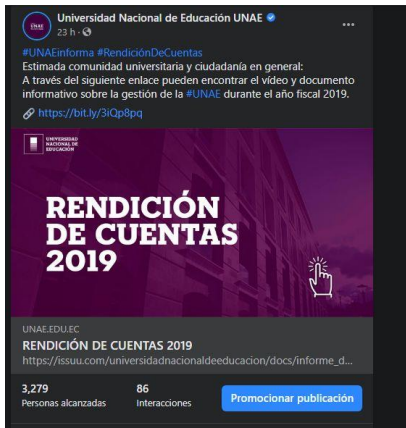 Universidad Nacional de Educación UNAE
23 h ·
#UNAEinforma #RendiciónDeCuentas
Estimada comunidad universitaria y ciudadanía en general:
A través del siguiente enlace pueden encontrar el vídeo y documento
informativo sobre la gestión de la #UNAE durante el año fiscal 2019.
https://bit.ly/3iQp8pq
UNIVERSIDAD
NACIONAL DE
EDUCACIÓN
RENDICIÓN
DE CUENTAS
2019
UNAE.EDU.EC
RENDICIÓN DE CUENTAS 2019
https://issuu.com/universidadnacionaldeeducacion/docs/informe_d...
3,279
Personas alcanzadas
86
Interacciones
Promocionar publicación